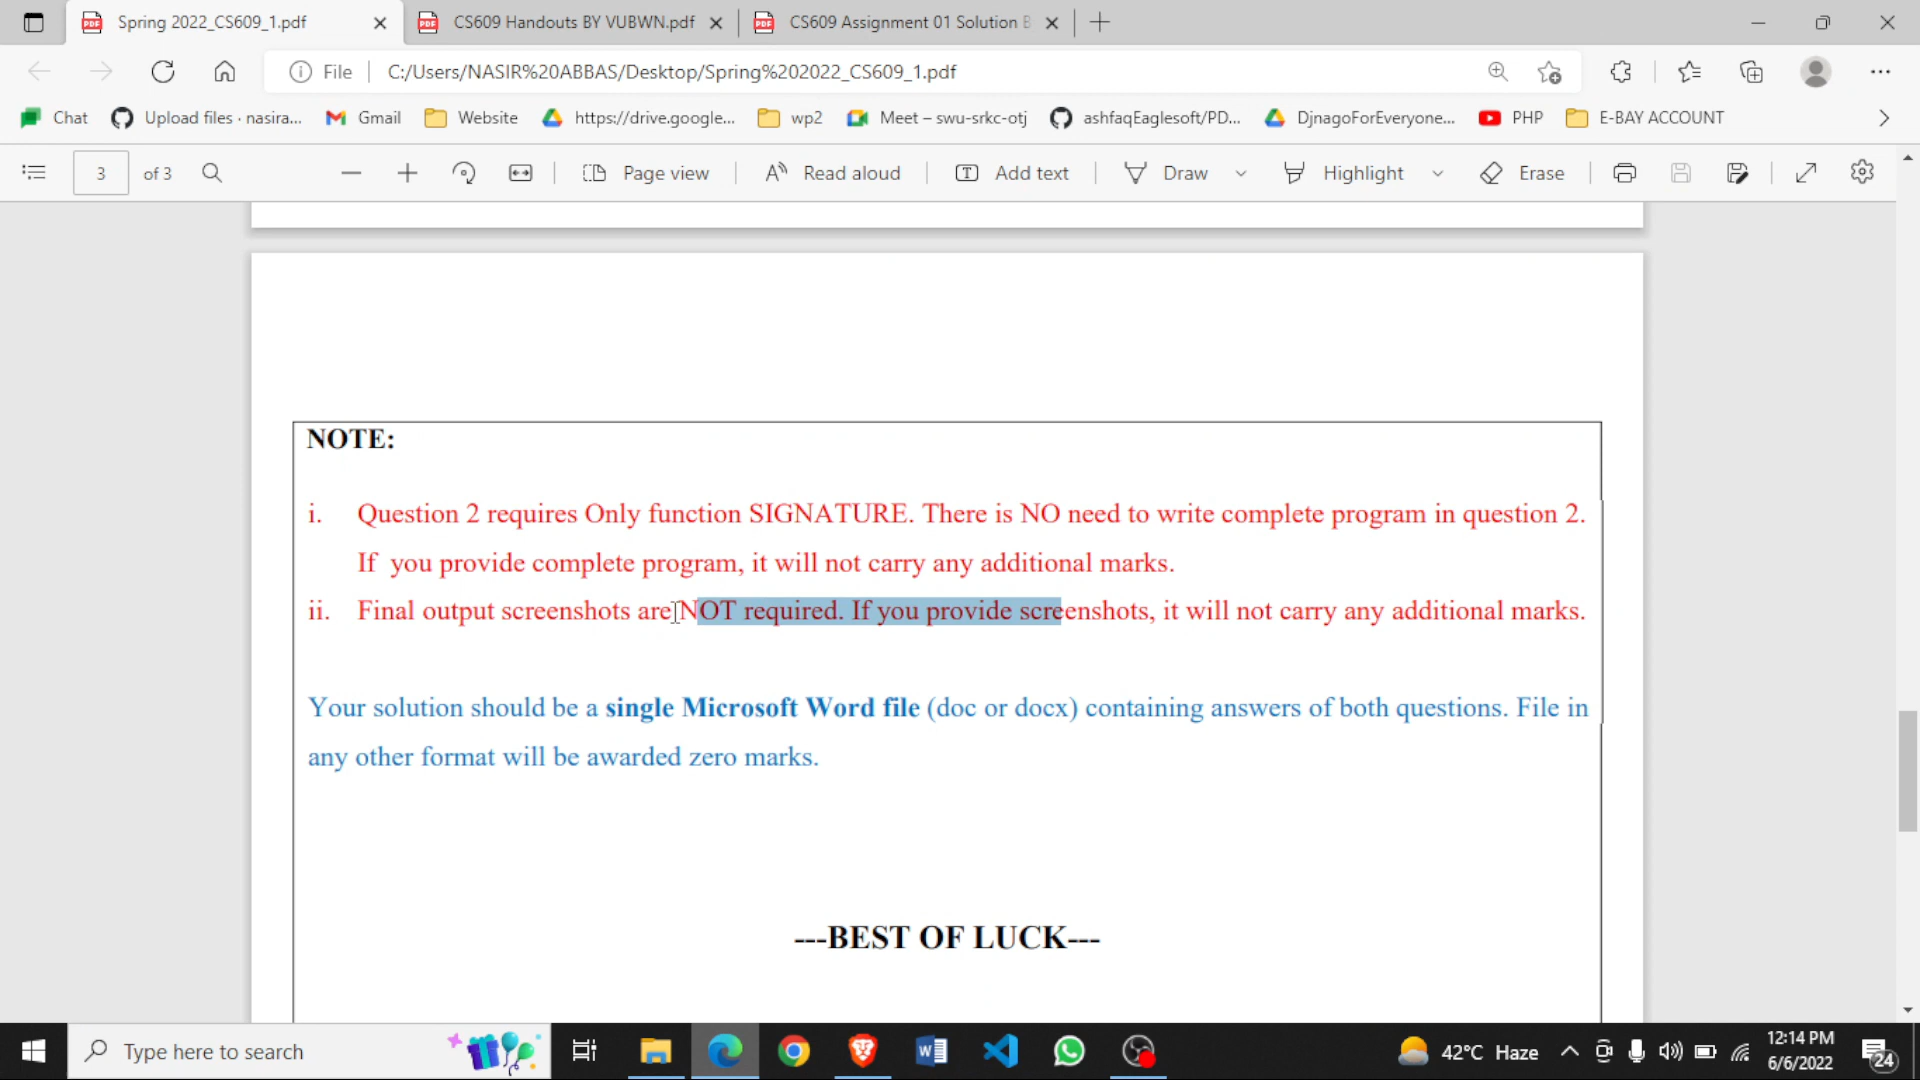 Spring 2022_CS609_1.pdf
CS609 Handouts BY VUBWN.pdf
CS609 Assignment 01 Solution B
File
C:/Users/NASIR%20ABBAS/Desktop/Spring%202022_CS609_1.pdf
Chat
Upload files · nasira...
Gmail
Website
https://drive.google...
wp2
Meet – swu-srkc-otj
ashfaqEaglesoft/PD...
DjnagoForEveryone...
PHP
E-BAY ACCOUNT
3 of 3
Page view
Read aloud
Add text
Draw
Highlight
Erase
NOTE:
i. Question 2 requires Only function SIGNATURE. There is NO need to write complete program in question 2.
If you provide complete program, it will not carry any additional marks.
ii. Final output screenshots are NOT required. If you provide screenshots, it will not carry any additional marks.
Your solution should be a single Microsoft Word file (doc or docx) containing answers of both questions. File in
any other format will be awarded zero marks.
---BEST OF LUCK---
Type here to search
42°C Haze
12:14 PM
6/6/2022
24